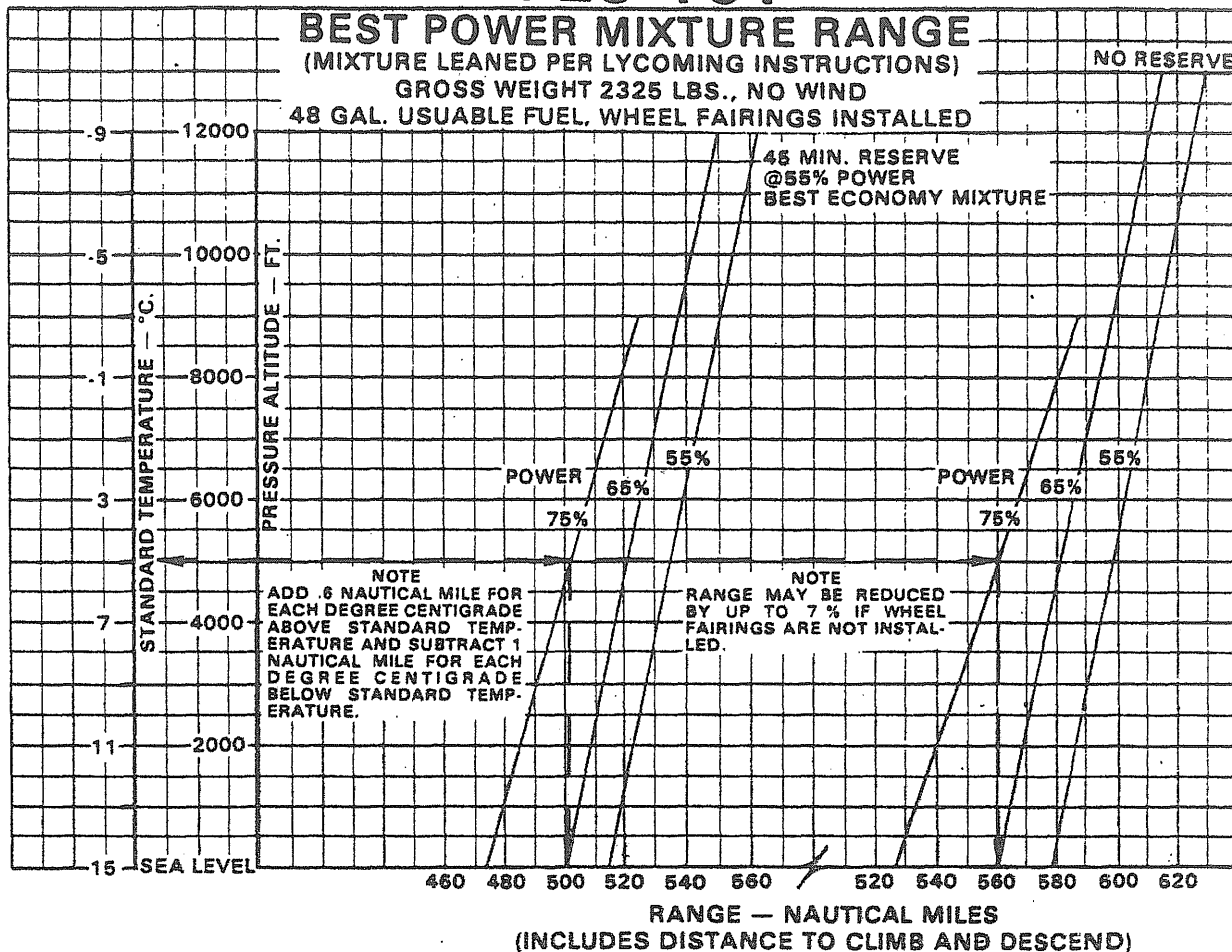 BEST POWER MIXTURE RANGE
(MIXTURE LEANED PER LYCOMING INSTRUCTIONS)
GROSS WEIGHT 2325 LBS., NO WIND
48 GAL. USUABLE FUEL, WHEEL FAIRINGS INSTALLED
NO RESERVE
45 MIN. RESERVE
@55% POWER
BEST ECONOMY MIXTURE
STANDARD TEMPERATURE — °C.
PRESSURE ALTITUDE — FT.
-9 12000
-5 10000
-1 8000
3 6000
7 4000
11 2000
15 SEA LEVEL
POWER
75%
65%
55%
POWER
75%
65%
55%
NOTE
ADD .6 NAUTICAL MILE FOR
EACH DEGREE CENTIGRADE
ABOVE STANDARD TEMP-
ERATURE AND SUBTRACT 1
NAUTICAL MILE FOR EACH
DEGREE CENTIGRADE
BELOW STANDARD TEMP-
ERATURE.
NOTE
RANGE MAY BE REDUCED
BY UP TO 7 % IF WHEEL
FAIRINGS ARE NOT INSTAL-
LED.
460 480 500 520 540 560 520 540 560 580 600 620
RANGE — NAUTICAL MILES
(INCLUDES DISTANCE TO CLIMB AND DESCEND)